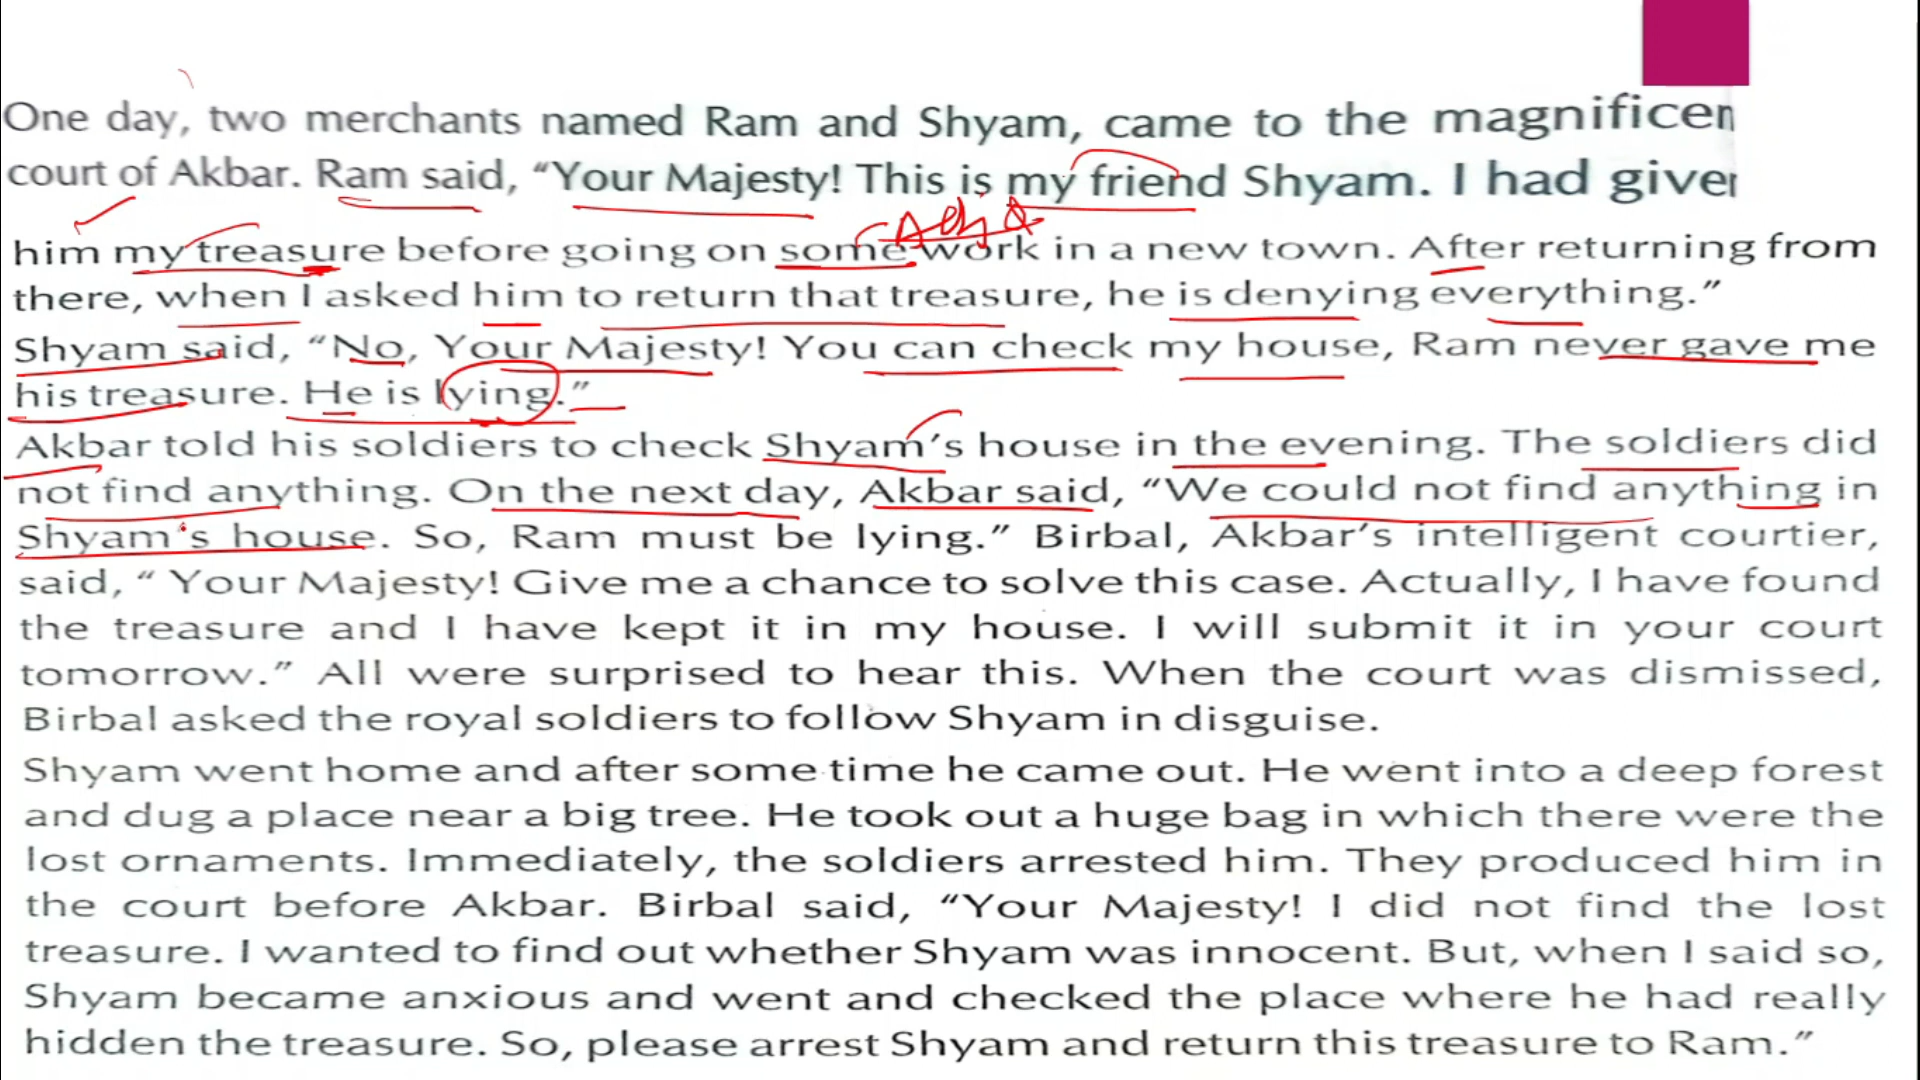 One day, two merchants named Ram and Shyam, came to the magnificen
court of Akbar. Ram said, “Your Majesty! This is my friend Shyam. I had give
Adj Q
him my treasure before going on some work in a new town. After returning from
there, when I asked him to return that treasure, he is denying everything.”
Shyam said, “No, Your Majesty! You can check my house, Ram never gave me
his treasure. He is lying.”
Akbar told his soldiers to check Shyam’s house in the evening. The soldiers did
not find anything. On the next day, Akbar said, “We could not find anything in
Shyam’s house. So, Ram must be lying.” Birbal, Akbar’s intelligent courtier,
said, “ Your Majesty! Give me a chance to solve this case. Actually, I have found
the treasure and I have kept it in my house. I will submit it in your court
tomorrow.” All were surprised to hear this. When the court was dismissed,
Birbal asked the royal soldiers to follow Shyam in disguise.
Shyam went home and after some time he came out. He went into a deep forest
and dug a place near a big tree. He took out a huge bag in which there were the
lost ornaments. Immediately, the soldiers arrested him. They produced him in
the court before Akbar. Birbal said, “Your Majesty! I did not find the lost
treasure. I wanted to find out whether Shyam was innocent. But, when I said so,
Shyam became anxious and went and checked the place where he had really
hidden the treasure. So, please arrest Shyam and return this treasure to Ram.”